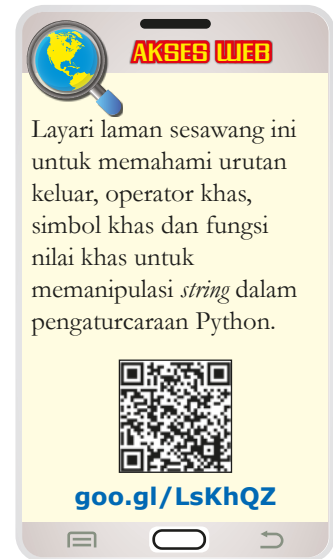 AKSES WEB
Layari laman sesawang ini
untuk memahami urutan
keluar, operator khas,
simbol khas dan fungsi
nilai khas untuk
memanipulasi string dalam
pengaturcaraan Python.
goo.gl/LsKhQZ